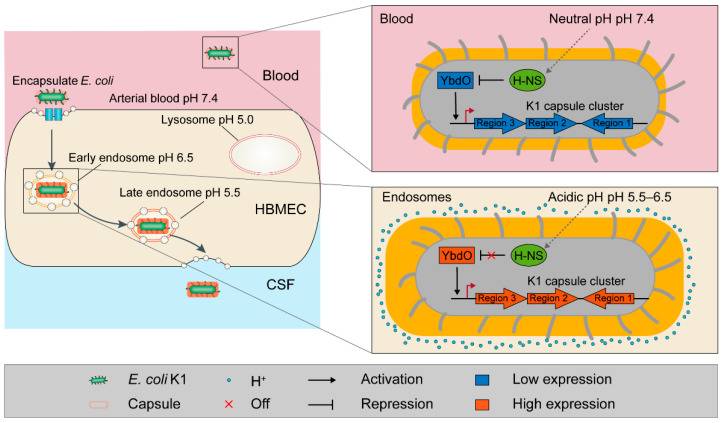 Blood
Encapsulate E. coli
Arterial blood pH 7.4
Lysosome pH 5.0
Early endosome pH 6.5
Late endosome pH 5.5
HBMEC
CSF
Blood
Neutral pH pH 7.4
YbdO
H-NS
K1 capsule cluster
Region 3
Region 2
Region 1
Endosomes
Acidic pH pH 5.5–6.5
YbdO
H-NS
K1 capsule cluster
Region 3
Region 2
Region 1
E. coli K1
H+
Activation
Low expression
Capsule
Off
Repression
High expression